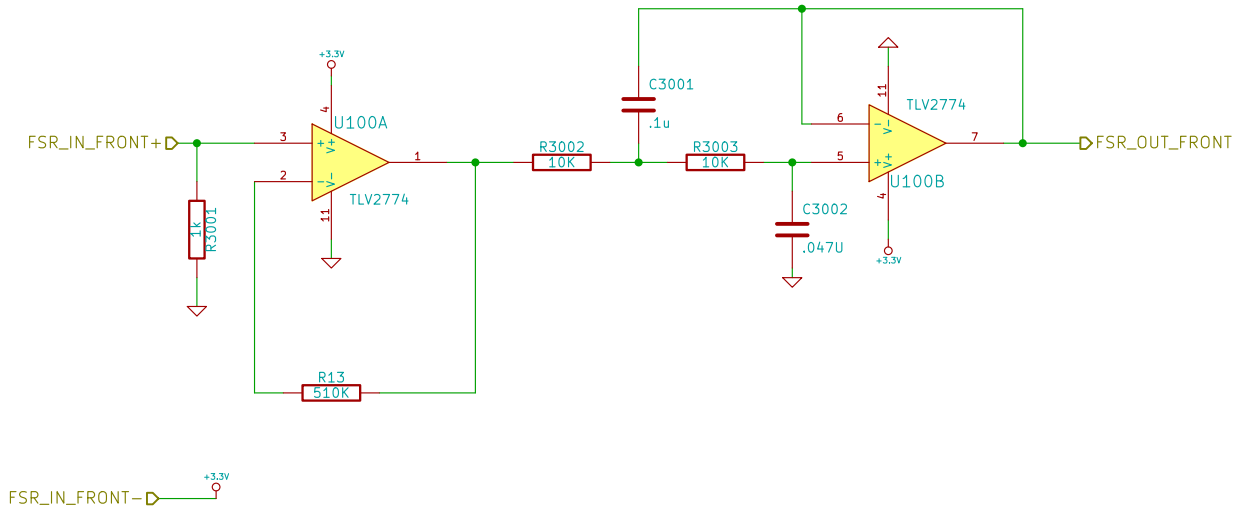 C3001
.1u
11
TLV2774
+3.3V
4
U100A
6
-
V-
FSR_IN_FRONT+
3
+
V+
R3002
10K
R3003
10K
7
FSR_OUT_FRONT
1
5
+
V+
2
-
V-
U100B
TLV2774
4
11
C3002
.047U
+3.3V
1k
R3001
R13
510K
+3.3V
FSR_IN_FRONT-